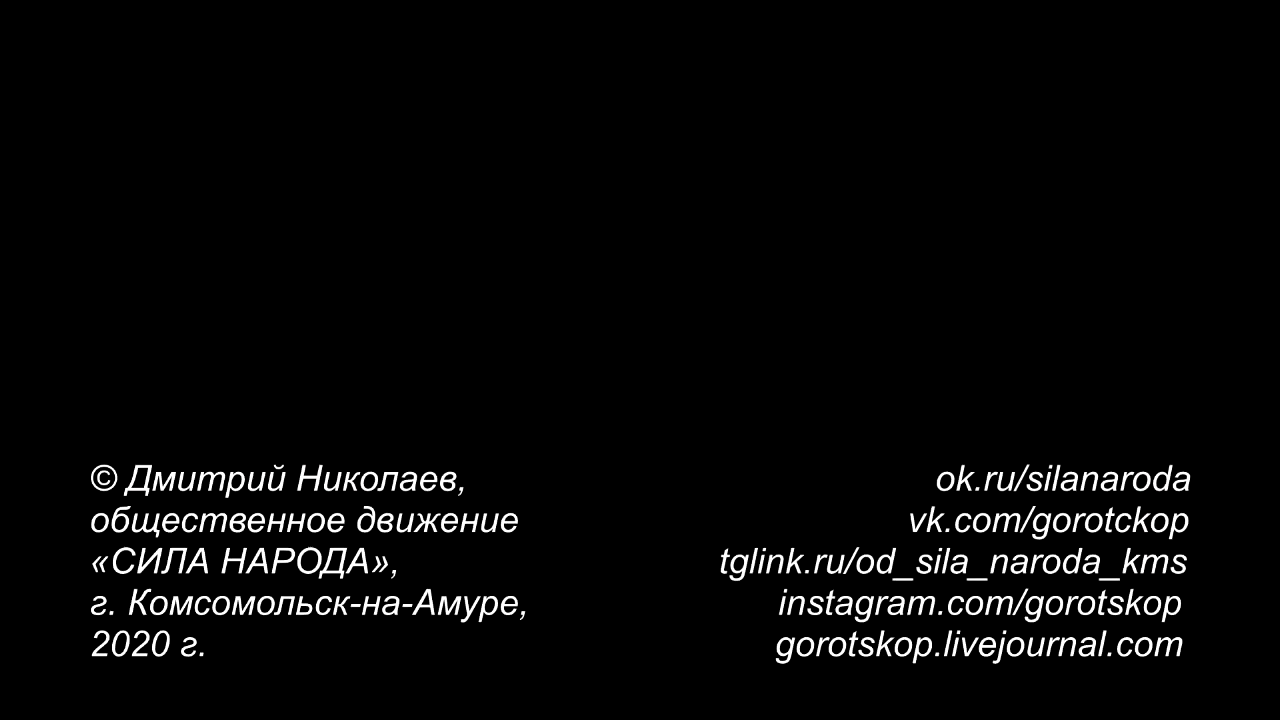 © Дмитрий Николаев,
общественное движение
«СИЛА НАРОДА»,
г. Комсомольск-на-Амуре,
2020 г.
ok.ru/silanaroda
vk.com/gorotckop
tglink.ru/od_sila_naroda_kms
instagram.com/gorotskop
gorotskop.livejournal.com